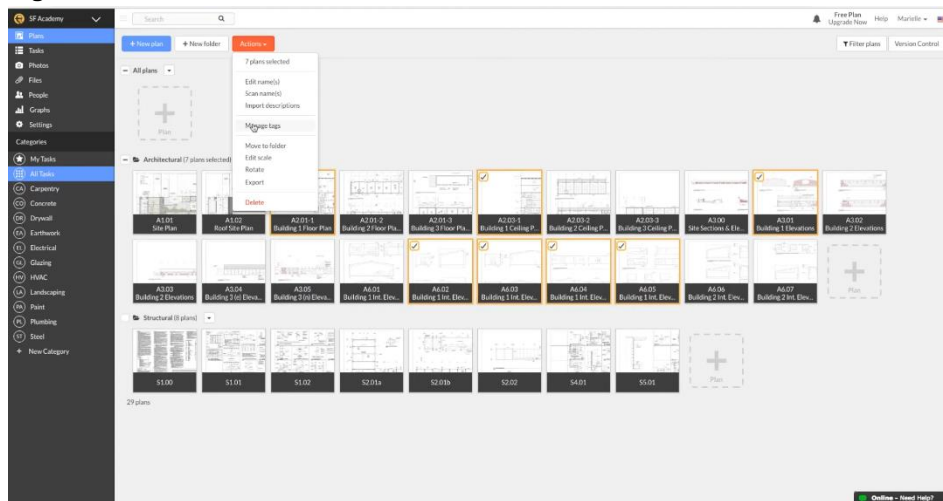 SF Academy
Search
Free Plan
Upgrade Now
Help
Marielle
Plans
Tasks
Photos
Files
People
Graphs
Settings
Categories
My Tasks
All Tasks
CA Carpentry
CO Concrete
DR Drywall
EA Earthwork
EL Electrical
GL Glazing
HV HVAC
LA Landscaping
PA Paint
PL Plumbing
ST Steel
+ New Category
+ New plan
+ New folder
Actions
Filter plans
Version Control
7 plans selected
Edit name(s)
Scan name(s)
Import descriptions
Manage tags
Move to folder
Edit scale
Rotate
Export
Delete
All plans
Plan
Architectural (7 plans selected)
A1.01
Site Plan
A1.02
Roof Site Plan
A2.01-1
Building 1 Floor Plan
A2.01-2
Building 2 Floor Pla...
A2.01-3
Building 3 Floor Pla...
A2.03-1
Building 1 Ceiling P...
A2.03-2
Building 2 Ceiling P...
A2.03-3
Building 3 Ceiling P...
A3.00
Site Sections & Ele...
A3.01
Building 1 Elevations
A3.02
Building 2 Elevations
A3.03
Building 2 Elevations
A3.04
Building 3 (e) Eleva...
A3.05
Building 3 (n) Eleva...
A6.01
Building 1 Int. Elev...
A6.02
Building 1 Int. Elev...
A6.03
Building 1 Int. Elev...
A6.04
Building 1 Int. Elev...
A6.05
Building 1 Int. Elev...
A6.06
Building 2 Int. Elev...
A6.07
Building 2 Int. Elev...
Plan
Structural (8 plans)
S1.00
S1.01
S1.02
S2.01a
S2.01b
S2.02
S4.01
S5.01
Plan
29 plans
Online - Need Help?